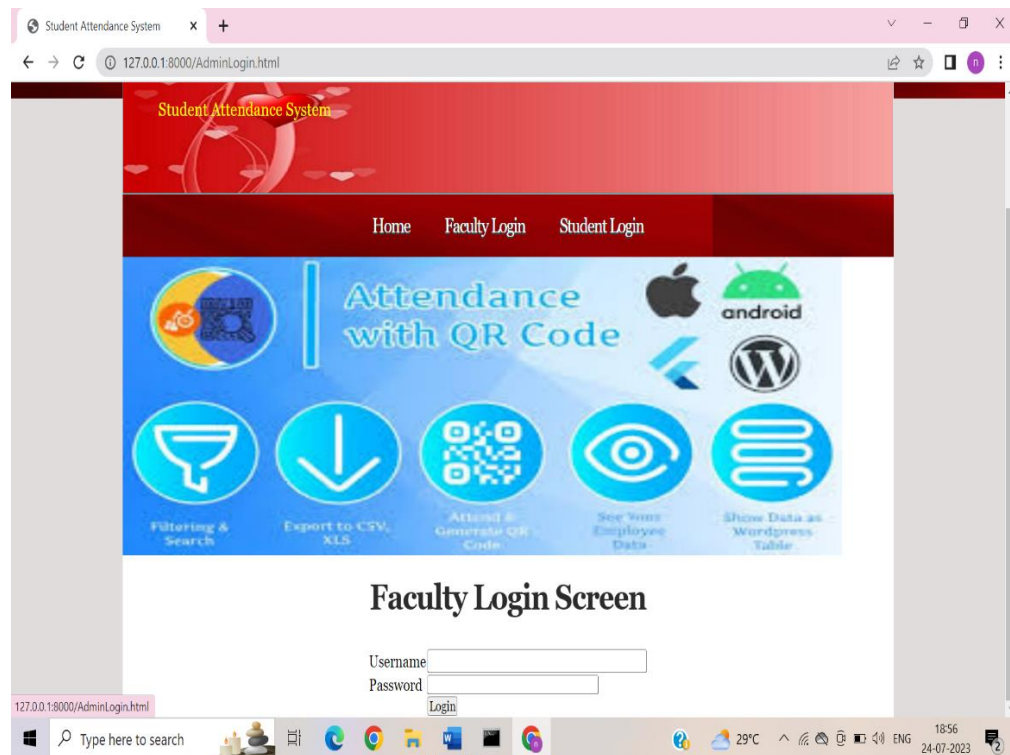 Student Attendance System
127.0.0.1:8000/AdminLogin.html
n
Student Attendance System
Home Faculty Login Student Login
Attendance
with QR Code
android
Filtering &
Search
Export to CSV,
XLS
Attend &
Generate QR
Code
See Your
Employee
Data
Show Data as
Wordpress
Table
Faculty Login Screen
Username
Password
Login
127.0.0.1:8000/AdminLogin.html
Type here to search
29°C
ENG
18:56
24-07-2023
2